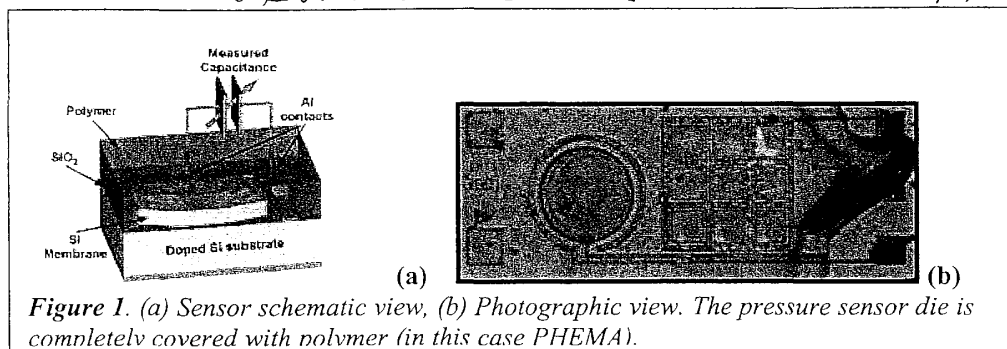 Measured
Capacitance
Al
contacts
Polymer
SiO₂
Si
Membrane
Doped Si substrate
(a)
(b)
Figure 1. (a) Sensor schematic view, (b) Photographic view. The pressure sensor die is
completely covered with polymer (in this case PHEMA).